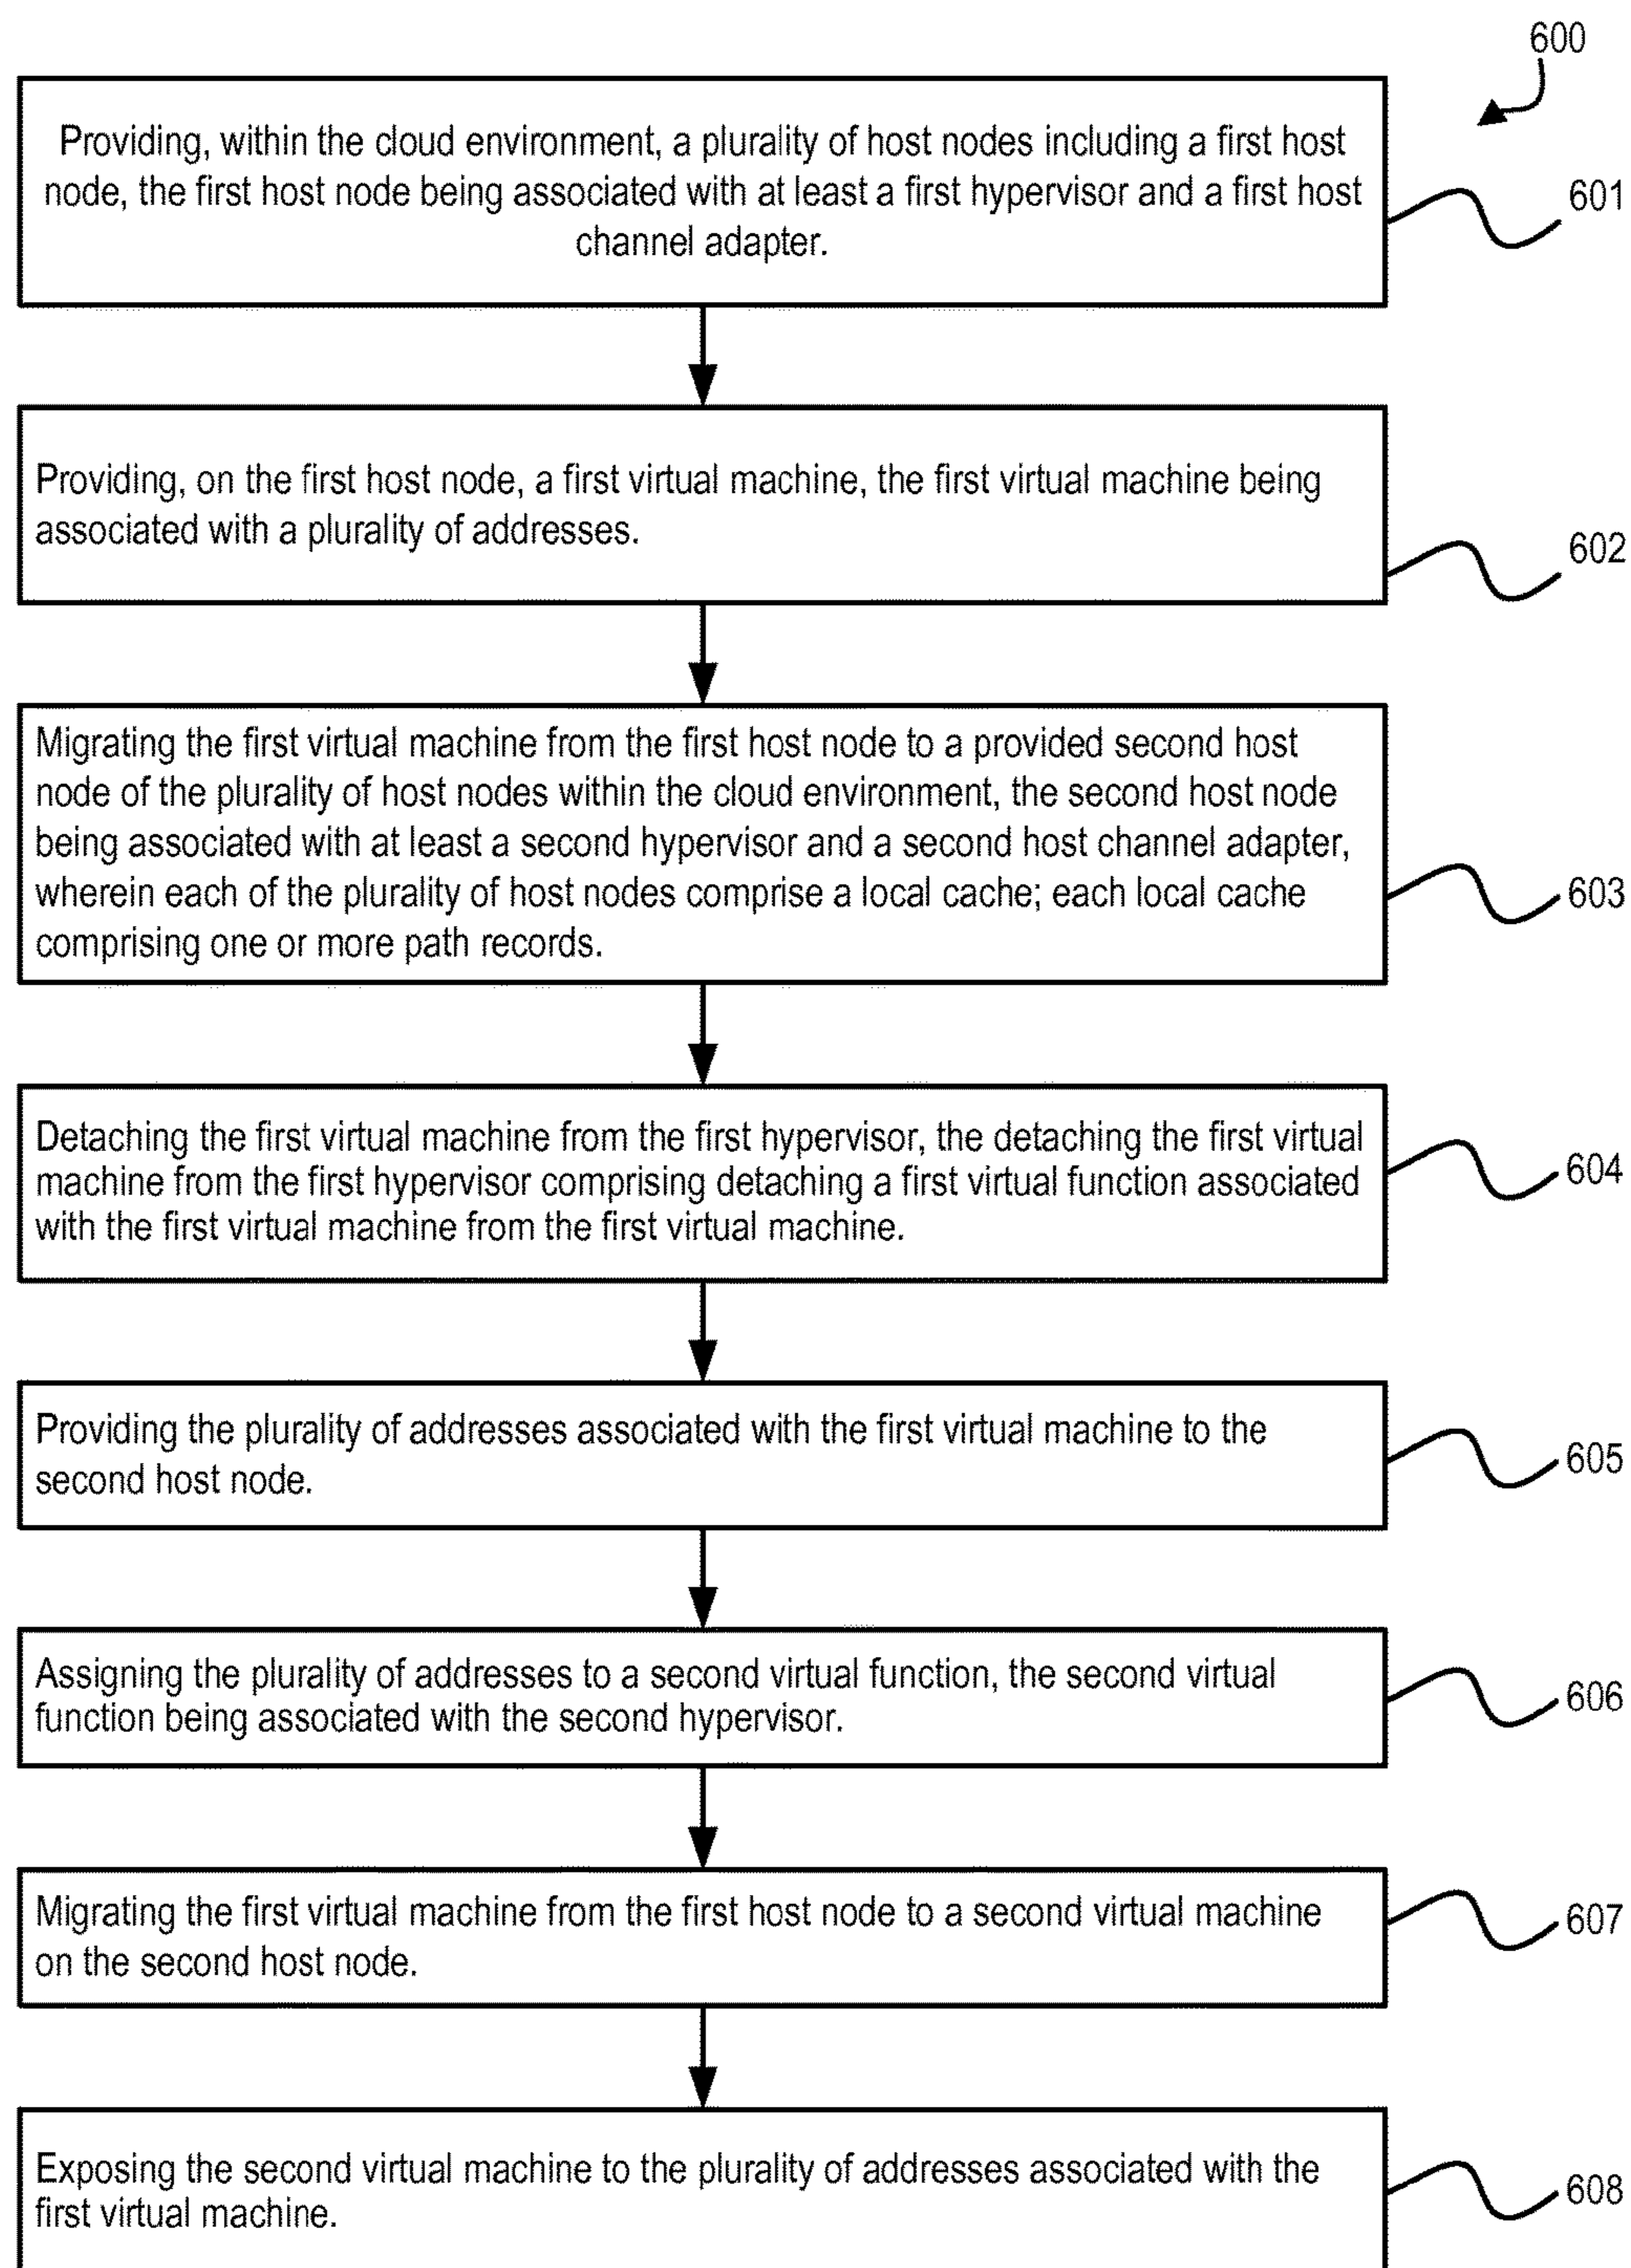 600
Providing, within the cloud environment, a plurality of host nodes including a first host
node, the first host node being associated with at least a first hypervisor and a first host
channel adapter.
601
Providing, on the first host node, a first virtual machine, the first virtual machine being
associated with a plurality of addresses.
602
Migrating the first virtual machine from the first host node to a provided second host
node of the plurality of host nodes within the cloud environment, the second host node
being associated with at least a second hypervisor and a second host channel adapter,
wherein each of the plurality of host nodes comprise a local cache; each local cache
comprising one or more path records.
603
Detaching the first virtual machine from the first hypervisor, the detaching the first virtual
machine from the first hypervisor comprising detaching a first virtual function associated
with the first virtual machine from the first virtual machine.
604
Providing the plurality of addresses associated with the first virtual machine to the
second host node.
605
Assigning the plurality of addresses to a second virtual function, the second virtual
function being associated with the second hypervisor.
606
Migrating the first virtual machine from the first host node to a second virtual machine
on the second host node.
607
Exposing the second virtual machine to the plurality of addresses associated with the
first virtual machine.
608